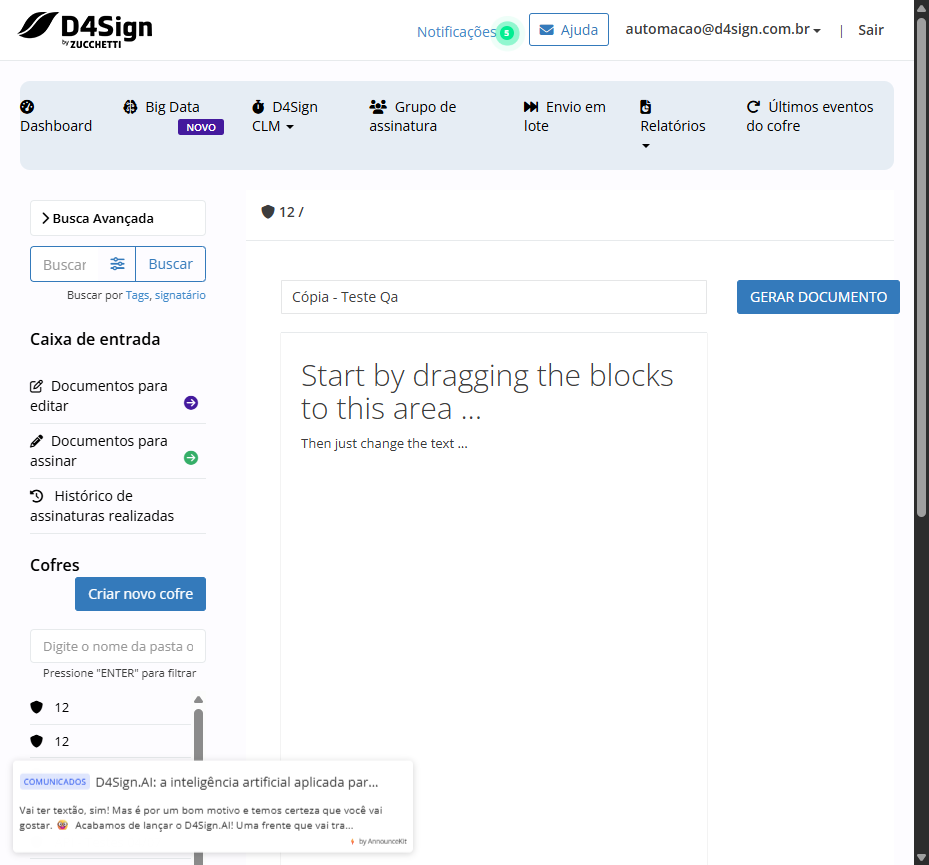 D4Sign
by ZUCCHETTI
Notificações 5
Ajuda
automacao@d4sign.com.br
|
Sair
Dashboard
Big Data
NOVO
D4Sign
CLM
Grupo de
assinatura
Envio em
lote
Relatórios
Últimos eventos
do cofre
Busca Avançada
Buscar
Buscar
Buscar por Tags, signatário
Caixa de entrada
Documentos para
editar
Documentos para
assinar
Histórico de
assinaturas realizadas
Cofres
Criar novo cofre
Digite o nome da pasta o
Pressione "ENTER" para filtrar
12
12
12 /
Cópia - Teste Qa
GERAR DOCUMENTO
Start by dragging the blocks
to this area ...
Then just change the text ...
COMUNICADOS D4Sign.AI: a inteligência artificial aplicada par...
Vai ter textão, sim! Mas é por um bom motivo e temos certeza que você vai
gostar. 🤓 Acabamos de lançar o D4Sign.AI! Uma frente que vai tra...
by AnnounceKit